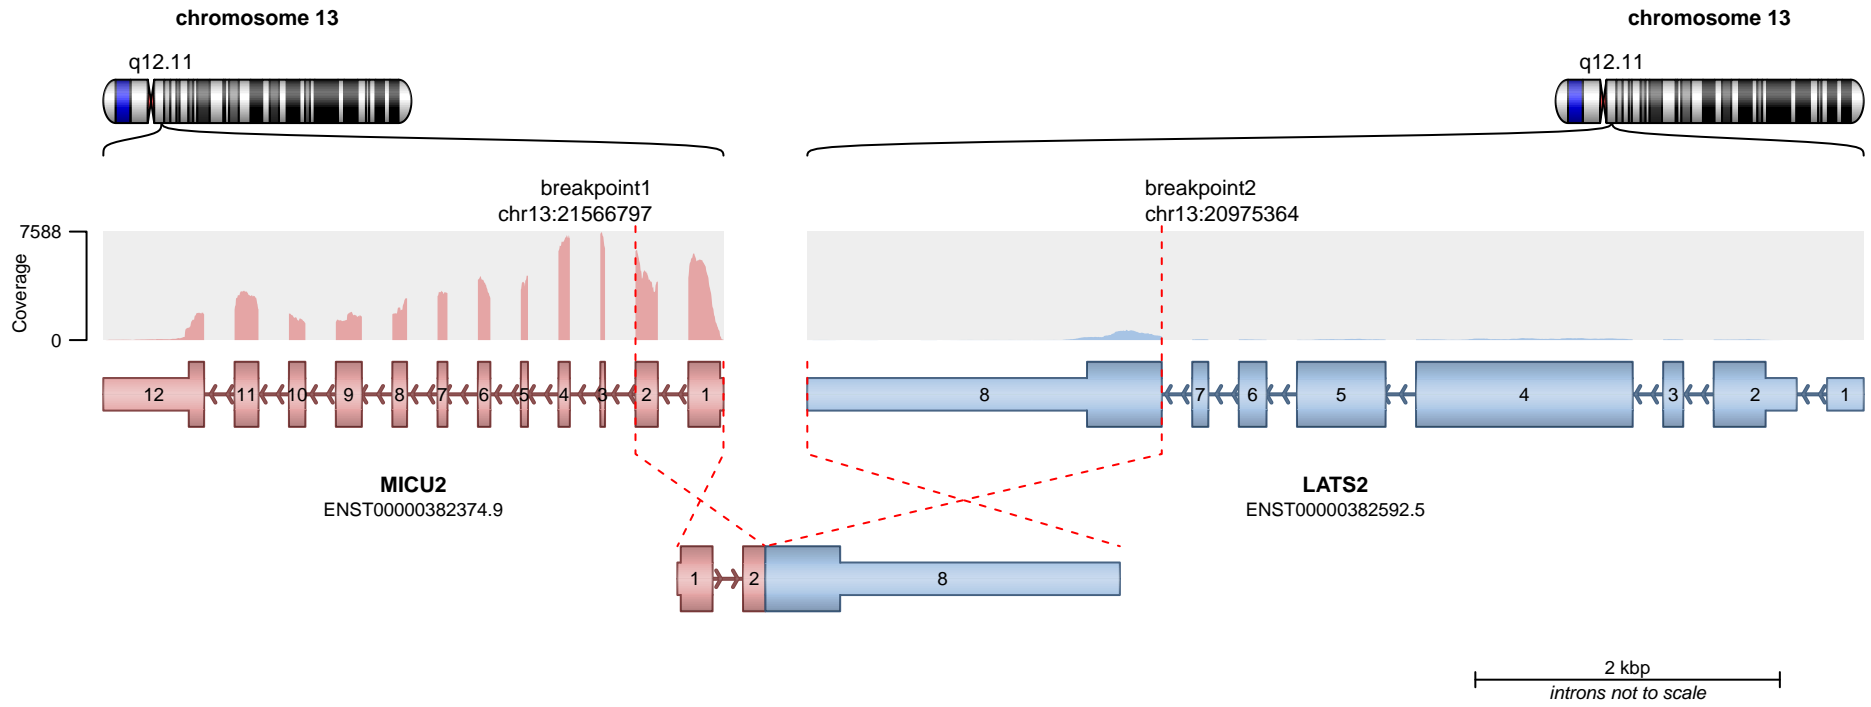 chromosome 13
chromosome 13
q12.11
q12.11
breakpoint1
chr13:21566797
breakpoint2
chr13:20975364
7588
Coverage
0
12 11 10 9 8 7 6 5 4 3 2 1
8 7 6 5 4 3 2 1
MICU2
ENST00000382374.9
LATS2
ENST00000382592.5
1 2 8
2 kbp
introns not to scale